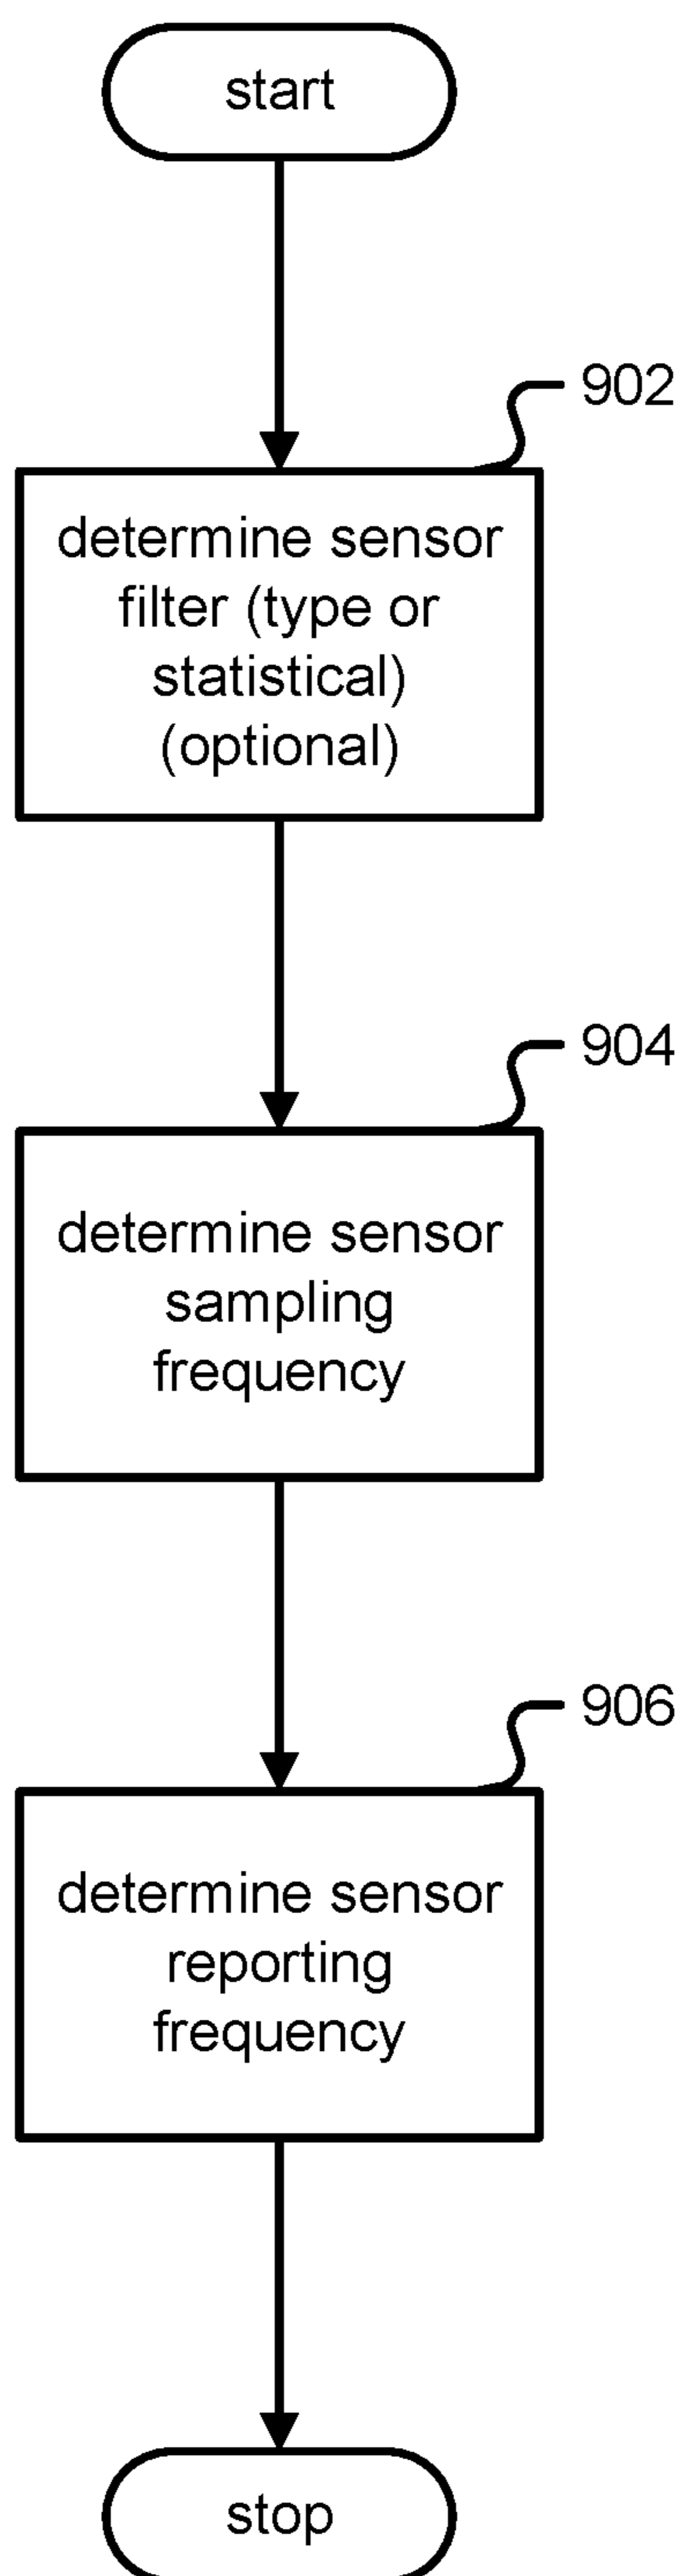 start
902
determine sensor
filter (type or
statistical)
(optional)
904
determine sensor
sampling
frequency
906
determine sensor
reporting
frequency
stop